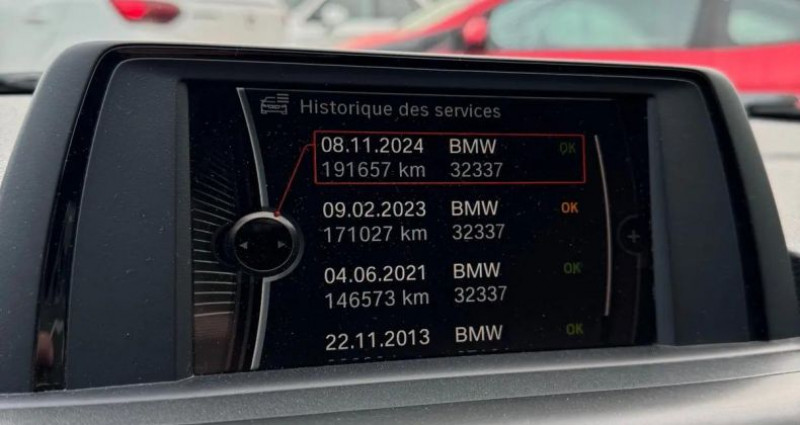 Historique des services
08.11.2024 BMW OK
191657 km 32337
09.02.2023 BMW OK
171027 km 32337
04.06.2021 BMW OK
146573 km 32337
22.11.2013 BMW OK
km